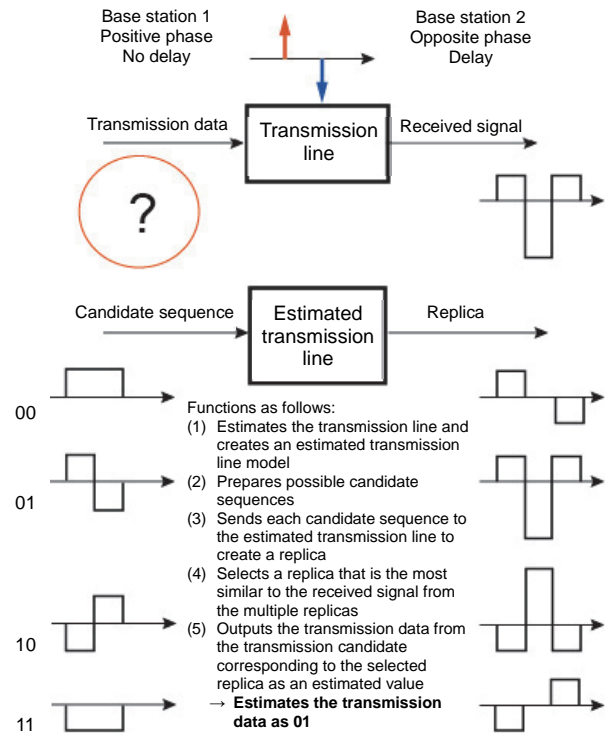 Base station 1
Positive phase
No delay
Base station 2
Opposite phase
Delay
Transmission data
Transmission
line
Received signal
?
Candidate sequence
Estimated
transmission
line
Replica
00
01
10
11
Functions as follows:
(1) Estimates the transmission line and
creates an estimated transmission
line model
(2) Prepares possible candidate
sequences
(3) Sends each candidate sequence to
the estimated transmission line to
create a replica
(4) Selects a replica that is the most
similar to the received signal from
the multiple replicas
(5) Outputs the transmission data from
the transmission candidate
corresponding to the selected
replica as an estimated value
→ Estimates the transmission
data as 01